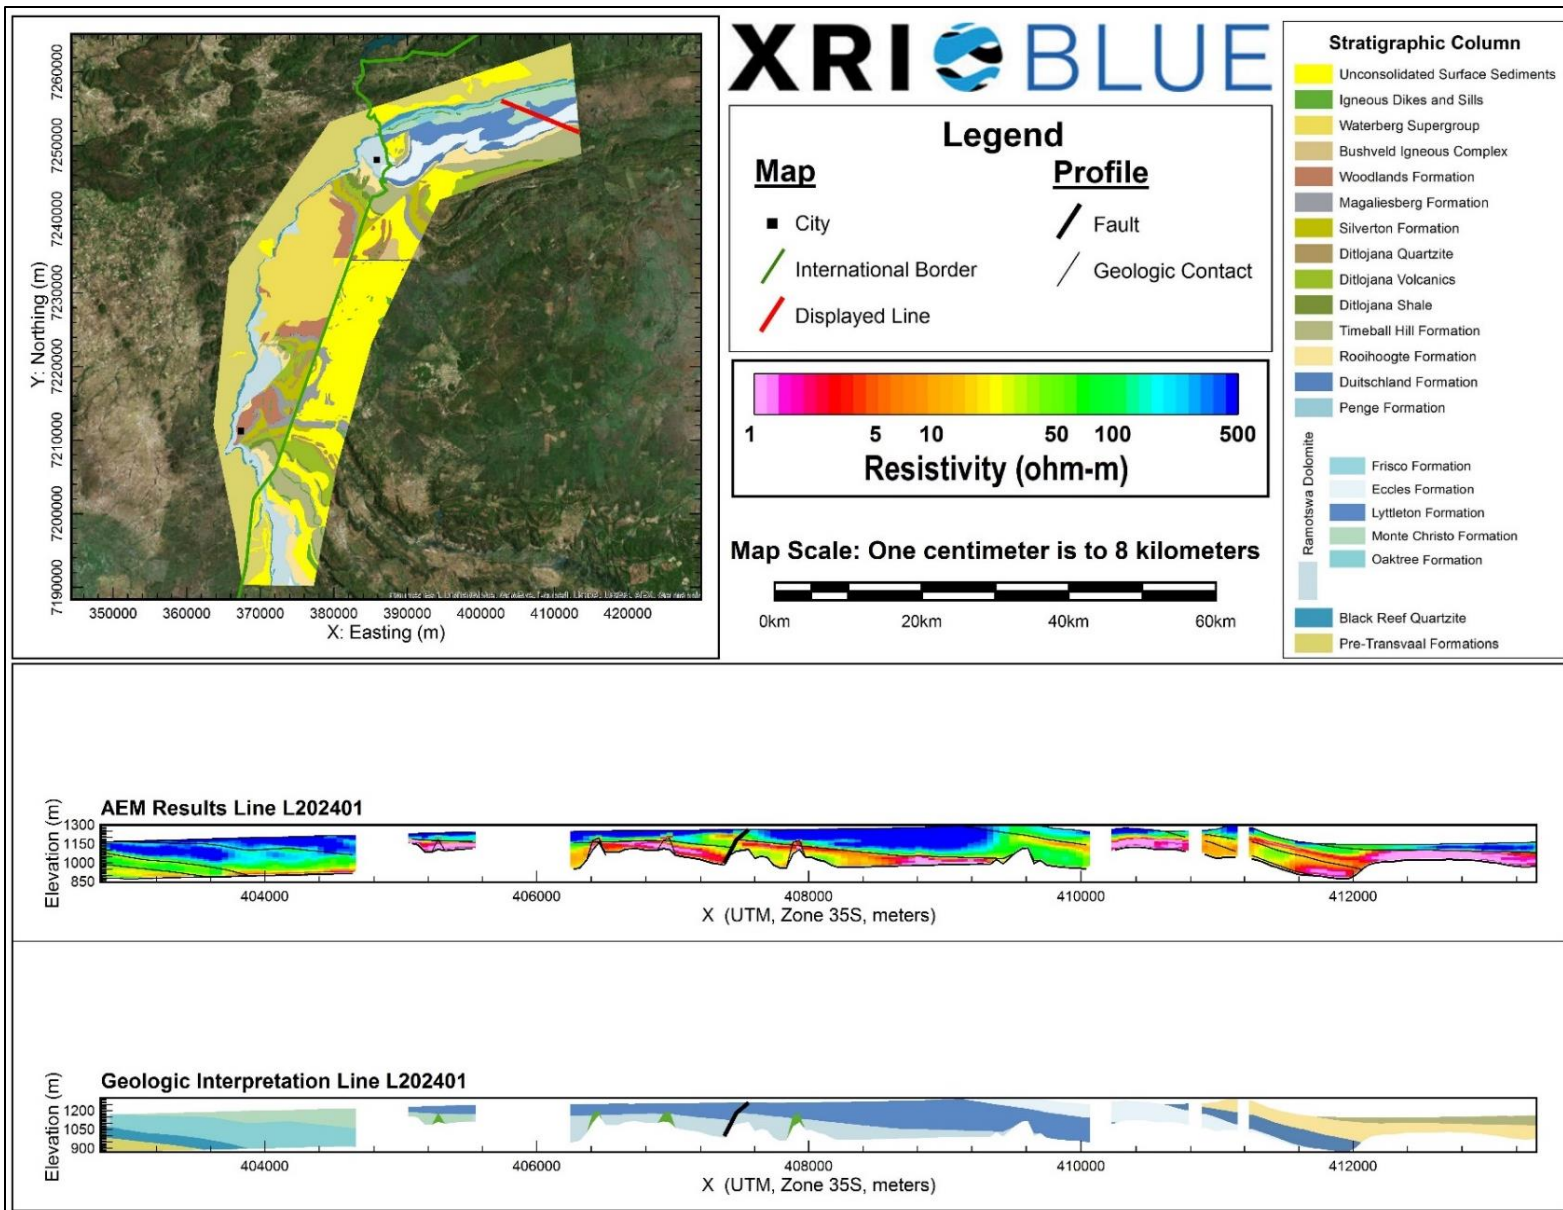 7190000 7200000 7210000 7220000 7230000 7240000 7250000 7260000
Y: Northing (m)
350000 360000 370000 380000 390000 400000 410000 420000
X: Easting (m)
XRI BLUE
Legend
Map
City
International Border
Displayed Line
Profile
Fault
Geologic Contact
1 5 10 50 100 500
Resistivity (ohm-m)
Map Scale: One centimeter is to 8 kilometers
0km 20km 40km 60km
Stratigraphic Column
Unconsolidated Surface Sediments
Igneous Dikes and Sills
Waterberg Supergroup
Bushveld Igneous Complex
Woodlands Formation
Magaliesberg Formation
Silverton Formation
Ditlojana Quartzite
Ditlojana Volcanics
Ditlojana Shale
Timeball Hill Formation
Rooihoogte Formation
Duitschland Formation
Penge Formation
Ramotswa Dolomite
Frisco Formation
Eccles Formation
Lyttleton Formation
Monte Christo Formation
Oaktree Formation
Black Reef Quartzite
Pre-Transvaal Formations
AEM Results Line L202401
Elevation (m)
1300
1150
1000
850
404000 406000 408000 410000 412000
X (UTM, Zone 35S, meters)
Geologic Interpretation Line L202401
Elevation (m)
1200
1050
900
404000 406000 408000 410000 412000
X (UTM, Zone 35S, meters)